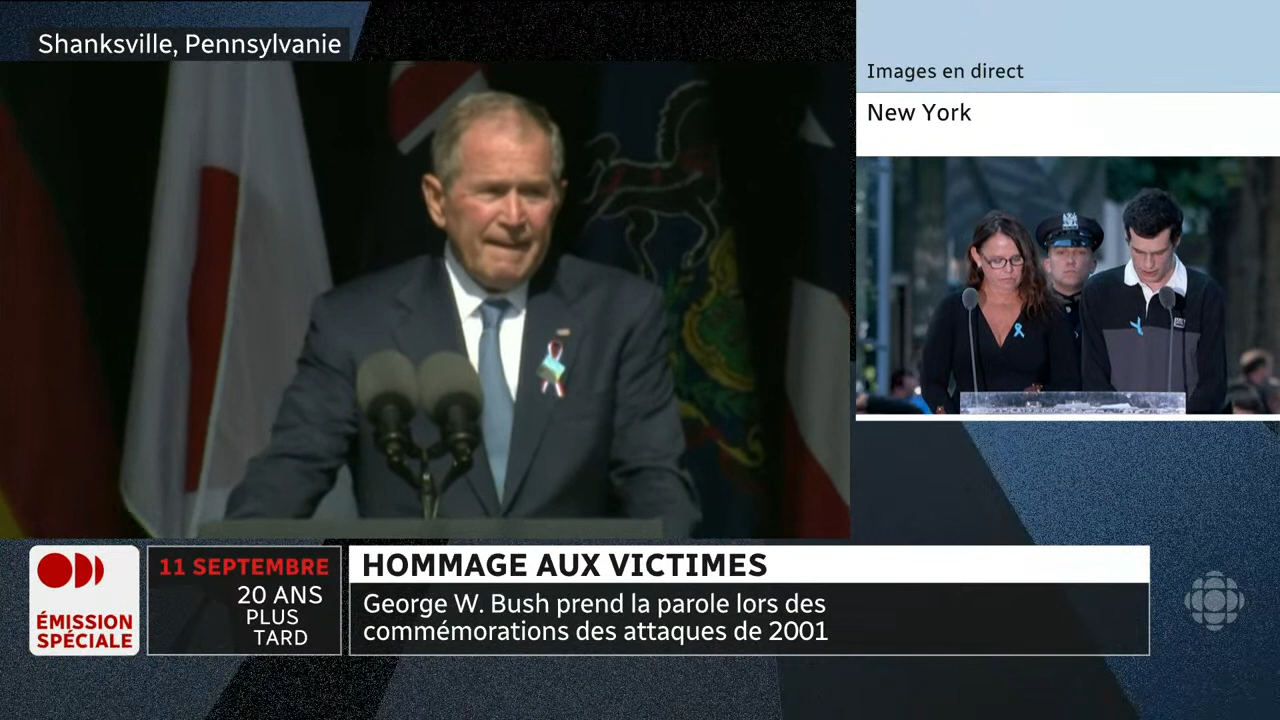 Shanksville, Pennsylvanie
Images en direct
New York
ÉMISSION
SPÉCIALE
11 SEPTEMBRE
20 ANS
PLUS
TARD
HOMMAGE AUX VICTIMES
George W. Bush prend la parole lors des
commémorations des attaques de 2001